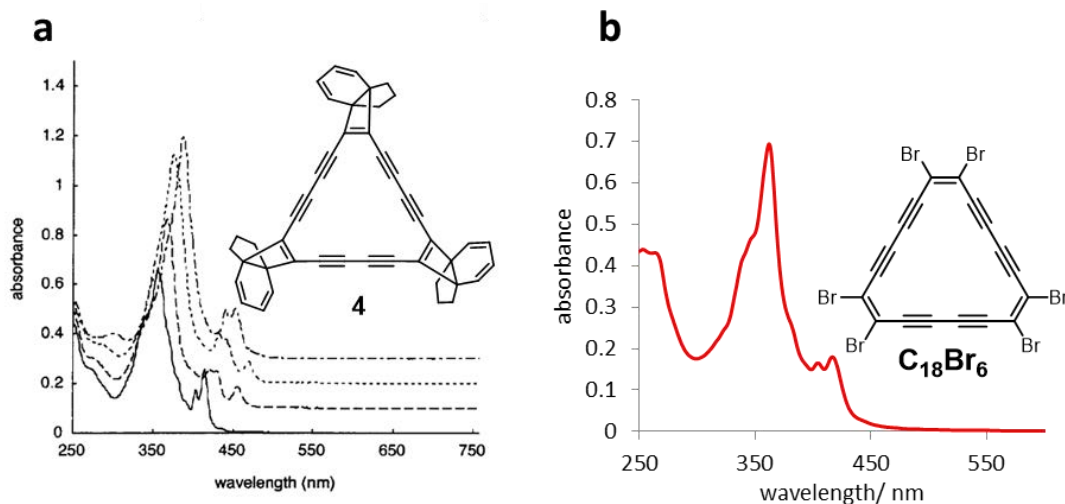 a
1.4
1.2
1
0.8
0.6
0.4
0.2
0
absorbance
250 350 450 550 650 750
wavelength (nm)
4
b
0.8
0.7
0.6
0.5
0.4
0.3
0.2
0.1
0
absorbance
250 350 450 550
wavelength/ nm
Br Br
Br Br
Br Br
C₁₈Br₆